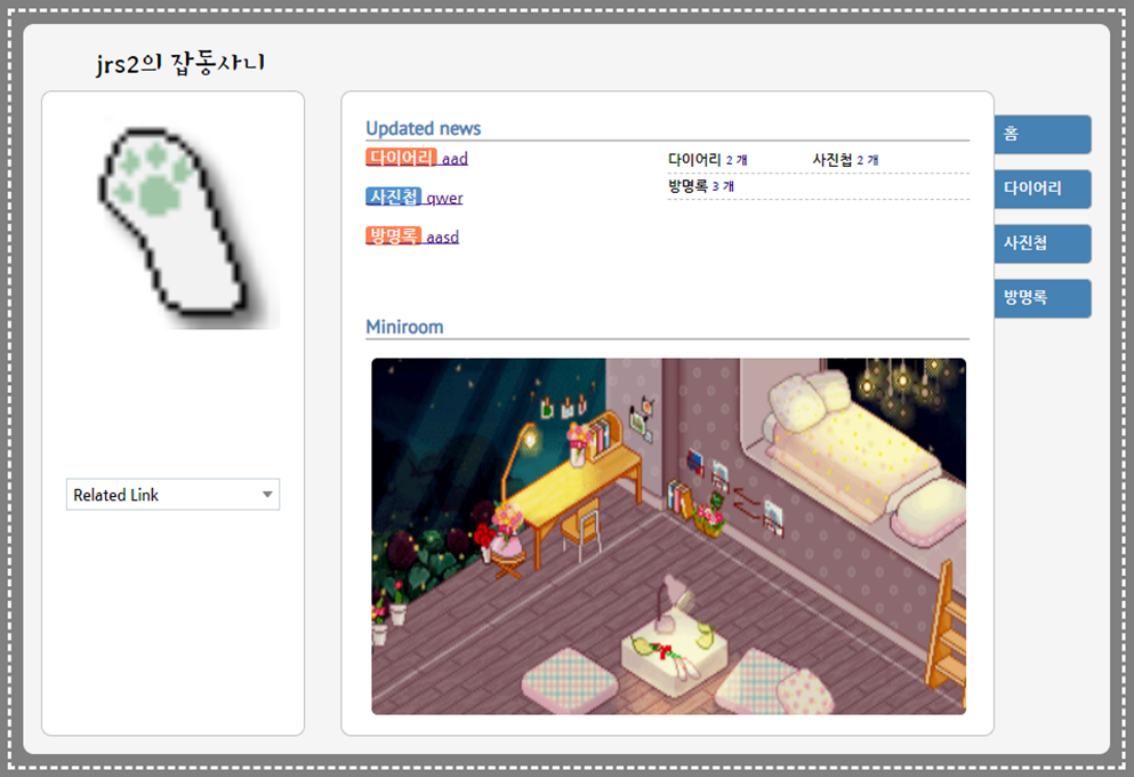 jrs2의 잡동사니
Related Link
Updated news
다이어리 aad
사진첩 qwer
방명록 aasd
다이어리 2 개 사진첩 2 개
방명록 3 개
Miniroom
홈
다이어리
사진첩
방명록